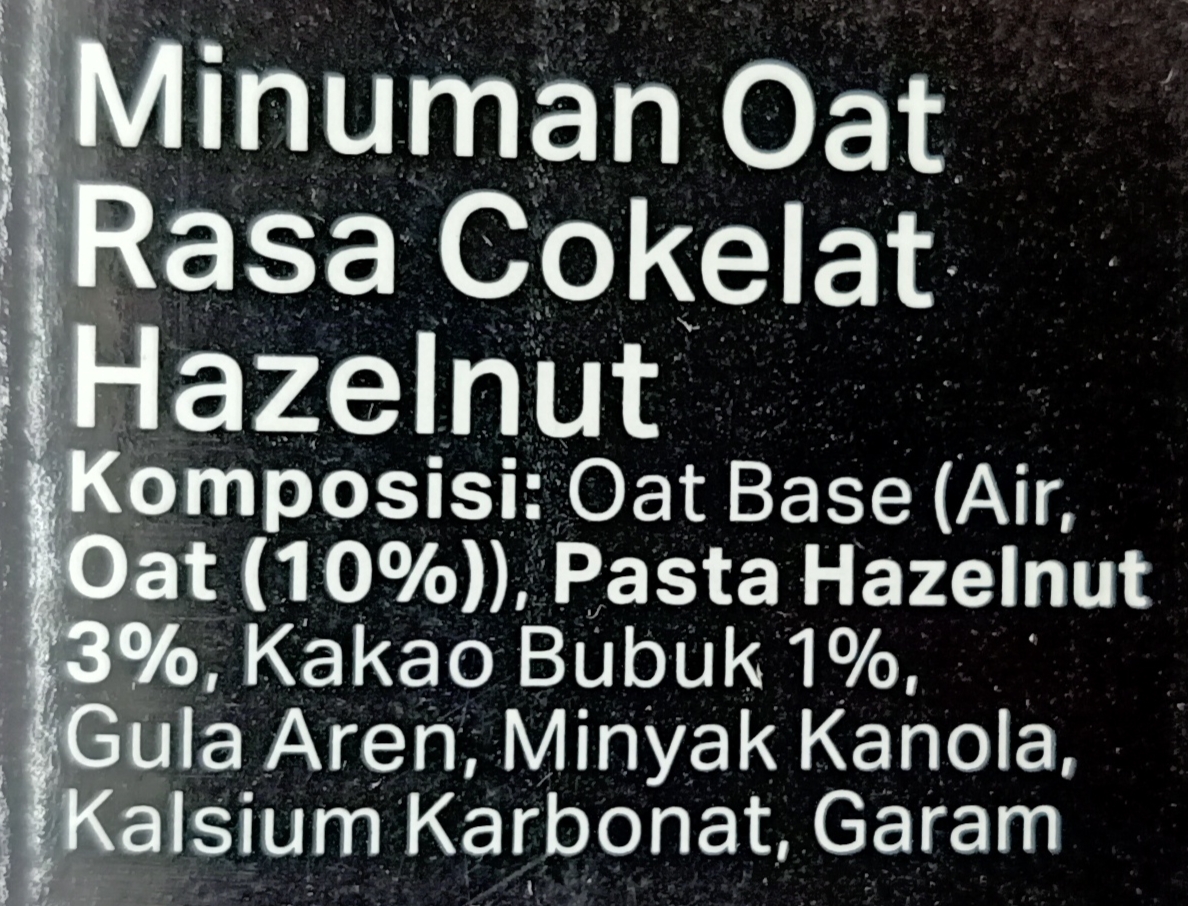 Minuman Oat
Rasa Cokelat
Hazelnut
Komposisi: Oat Base (Air,
Oat (10%)), Pasta Hazelnut
3%, Kakao Bubuk 1%,
Gula Aren, Minyak Kanola,
Kalsium Karbonat, Garam